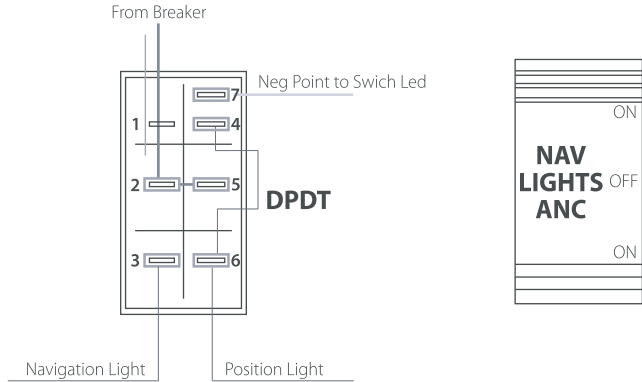 From Breaker
7
Neg Point to Swich Led
1
4
2
5
DPDT
3
6
Navigation Light
Position Light
ON
NAV
LIGHTS
OFF
ANC
ON